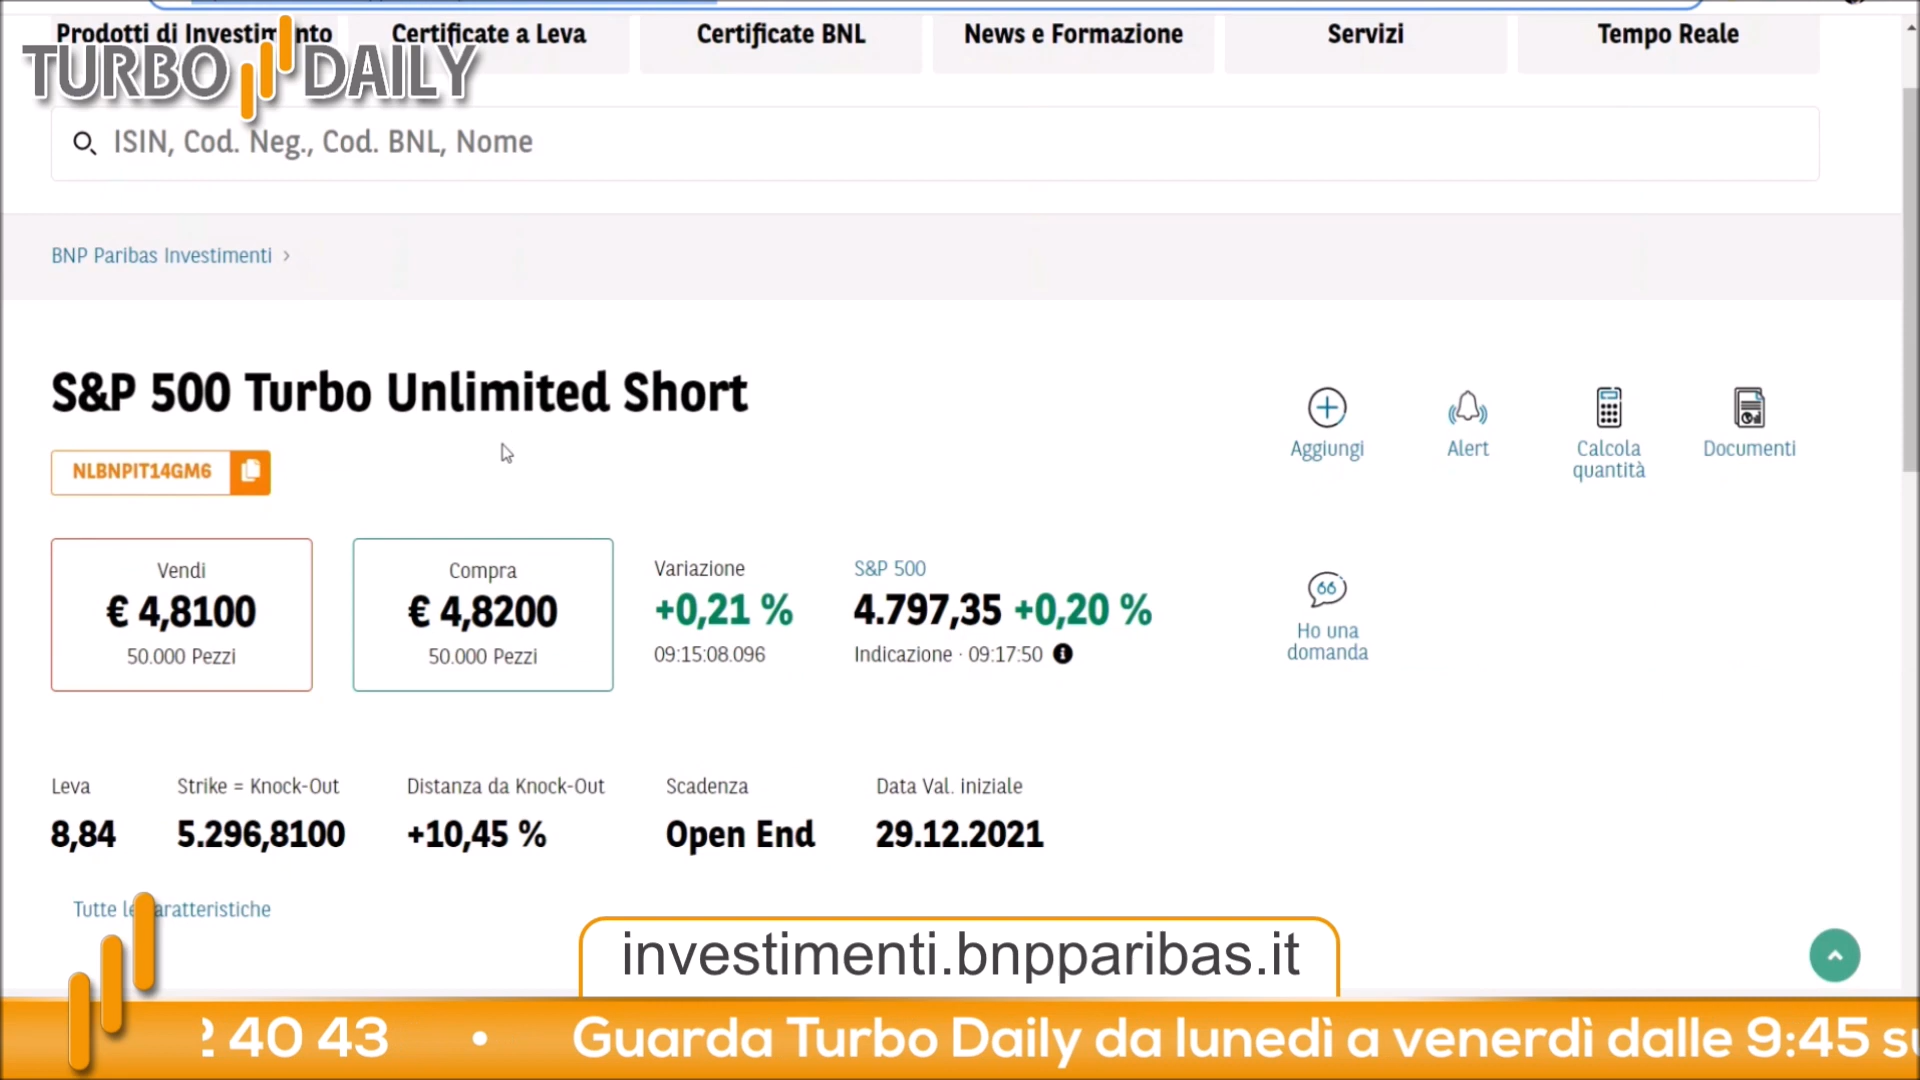 Prodotti di Investimento
Certificate a Leva
Certificate BNL
News e Formazione
Servizi
Tempo Reale
TURBO DAILY
ISIN, Cod. Neg., Cod. BNL, Nome
BNP Paribas Investimenti >
S&P 500 Turbo Unlimited Short
NLBNPIT14GM6
Aggiungi
Alert
Calcola
quantità
Documenti
Vendi
€ 4,8100
50.000 Pezzi
Compra
€ 4,8200
50.000 Pezzi
Variazione
+0,21 %
09:15:08.096
S&P 500
4.797,35 +0,20 %
Indicazione · 09:17:50
Ho una
domanda
Leva
8,84
Strike = Knock-Out
5.296,8100
Distanza da Knock-Out
+10,45 %
Scadenza
Open End
Data Val. iniziale
29.12.2021
Tutte le caratteristiche
investimenti.bnpparibas.it
40 43 • Guarda Turbo Daily da lunedì a venerdì dalle 9:45